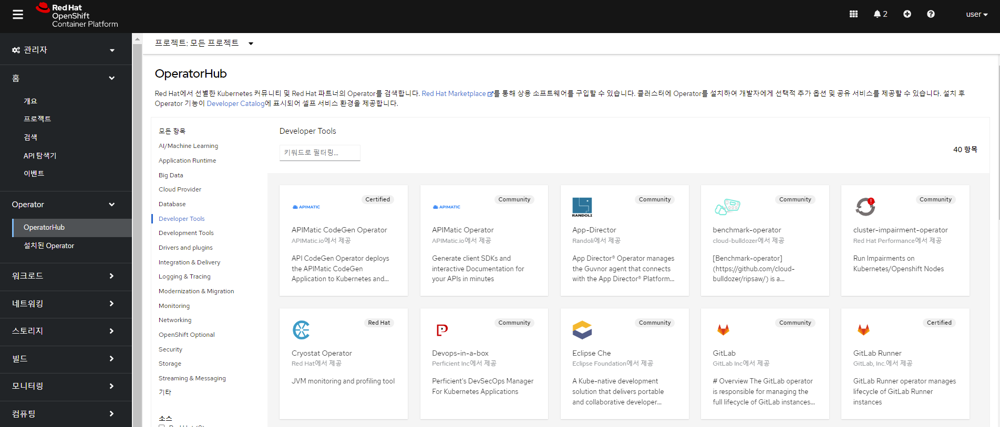 Red Hat
OpenShift
Container Platform
2
user
관리자
홈
개요
프로젝트
검색
API 탐색기
이벤트
Operator
OperatorHub
설치된 Operator
워크로드
네트워킹
스토리지
빌드
모니터링
컴퓨팅
프로젝트: 모든 프로젝트
OperatorHub
Red Hat에서 선별한 Kubernetes 커뮤니티 및 Red Hat 파트너의 Operator를 검색합니다. Red Hat Marketplace를 통해 상용 소프트웨어를 구입할 수 있습니다. 클러스터에 Operator를 설치하여 개발자에게 선택적 추가 옵션 및 공유 서비스를 제공할 수 있습니다. 설치 후
Operator 기능이 Developer Catalog에 표시되어 셀프 서비스 환경을 제공합니다.
모든 항목
AI/Machine Learning
Application Runtime
Big Data
Cloud Provider
Database
Developer Tools
Development Tools
Drivers and plugins
Integration & Delivery
Logging & Tracing
Modernization & Migration
Monitoring
Networking
OpenShift Optional
Security
Storage
Streaming & Messaging
기타
소스
Developer Tools
키워드로 필터링...
40 항목
APIMATIC
Certified
APIMatic CodeGen Operator
APIMatic.io에서 제공
API CodeGen Operator deploys
the APIMatic CodeGen
Application to Kubernetes and...
APIMATIC
Community
APIMatic Operator
APIMatic.io에서 제공
Generate client SDKs and
interactive Documentation for
your APIs in minutes
RANDOLI
Community
App-Director
Randoli에서 제공
App Director® Operator manages
the Guvnor agent that connects
with the App Director® Platform...
Community
benchmark-operator
cloud-bulldozer에서 제공
[Benchmark-operator]
(https://github.com/cloud-
bulldozer/ripsaw/) is a...
Community
cluster-impairment-operator
Red Hat Performance에서 제공
Run Impairments on
Kubernetes/Openshift Nodes
Red Hat
Cryostat Operator
Red Hat에서 제공
JVM monitoring and profiling tool
Community
Devops-in-a-box
Perficient Inc에서 제공
Perficient's DevSecOps Manager
For Kubernetes Applications
Community
Eclipse Che
Eclipse Foundation에서 제공
A Kube-native development
solution that delivers portable
and collaborative developer...
Community
GitLab
GitLab Inc에서 제공
# Overview The GitLab operator
is responsible for managing the
full lifecycle of GitLab instances...
Certified
GitLab Runner
GitLab, Inc.에서 제공
GitLab Runner operator manages
lifecycle of GitLab Runner
instances